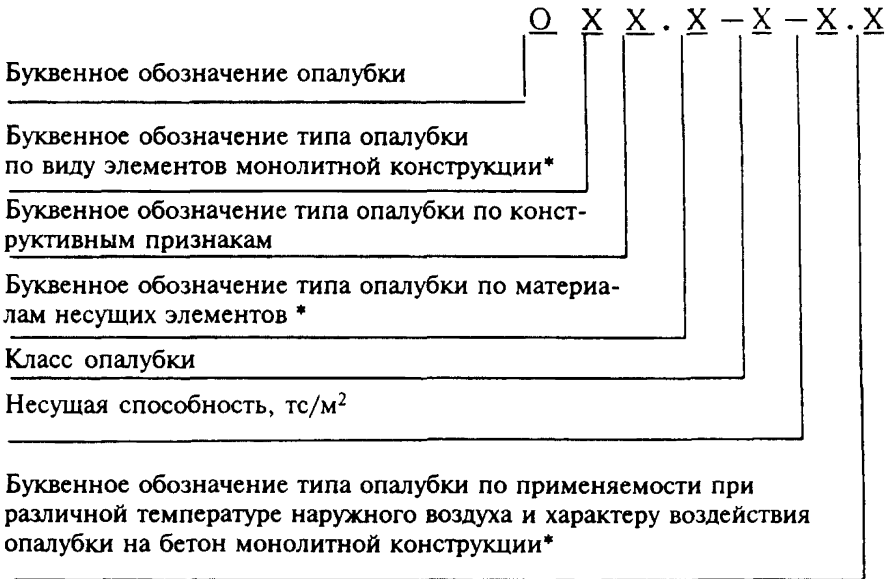 О Х Х . Х – Х – Х . Х
Буквенное обозначение опалубки
Буквенное обозначение типа опалубки
по виду элементов монолитной конструкции*
Буквенное обозначение типа опалубки по конст-
руктивным признакам
Буквенное обозначение типа опалубки по материа-
лам несущих элементов *
Класс опалубки
Несущая способность, тс/м²
Буквенное обозначение типа опалубки по применяемости при
различной температуре наружного воздуха и характеру воздействия
опалубки на бетон монолитной конструкции*